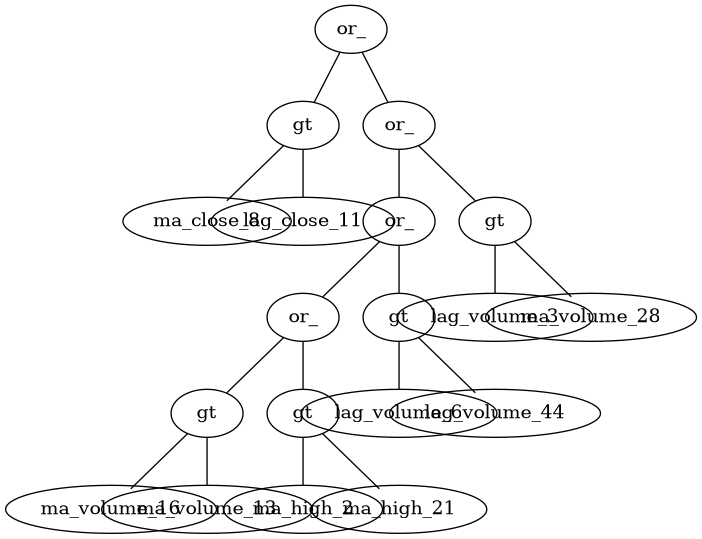 or_
gt or_
ma_close_8 lag_close_11 or_ gt
or_ gt lag_volume_3 ma_volume_28
gt gt lag_volume_6 lag_volume_44
ma_volume_16 ma_volume_13 ma_high_2 ma_high_21